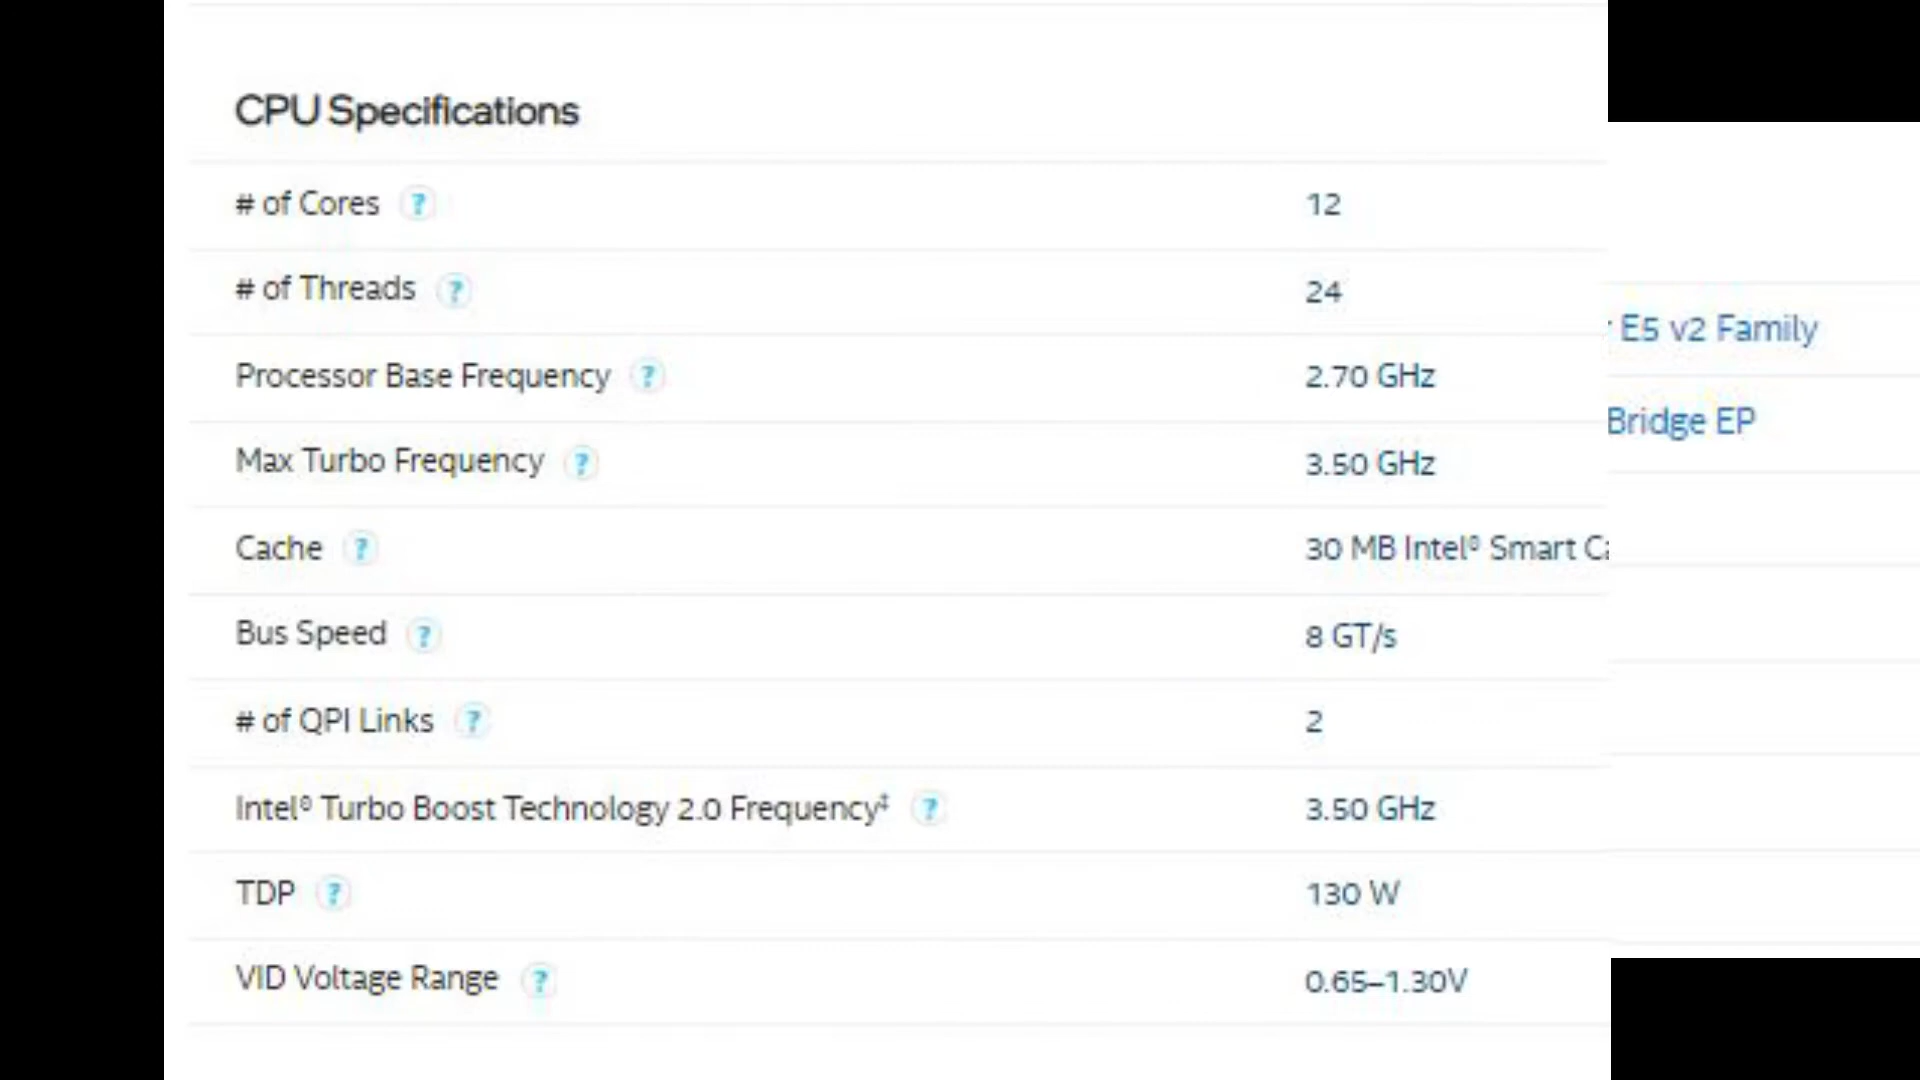 CPU Specifications
# of Cores ? 12
# of Threads ? 24
Processor Base Frequency ? 2.70 GHz
Max Turbo Frequency ? 3.50 GHz
Cache ? 30 MB Intel® Smart
Bus Speed ? 8 GT/s
# of QPI Links ? 2
Intel® Turbo Boost Technology 2.0 Frequency‡ ? 3.50 GHz
TDP ? 130 W
VID Voltage Range ? 0.65–1.30V
E5 v2 Family
Bridge EP